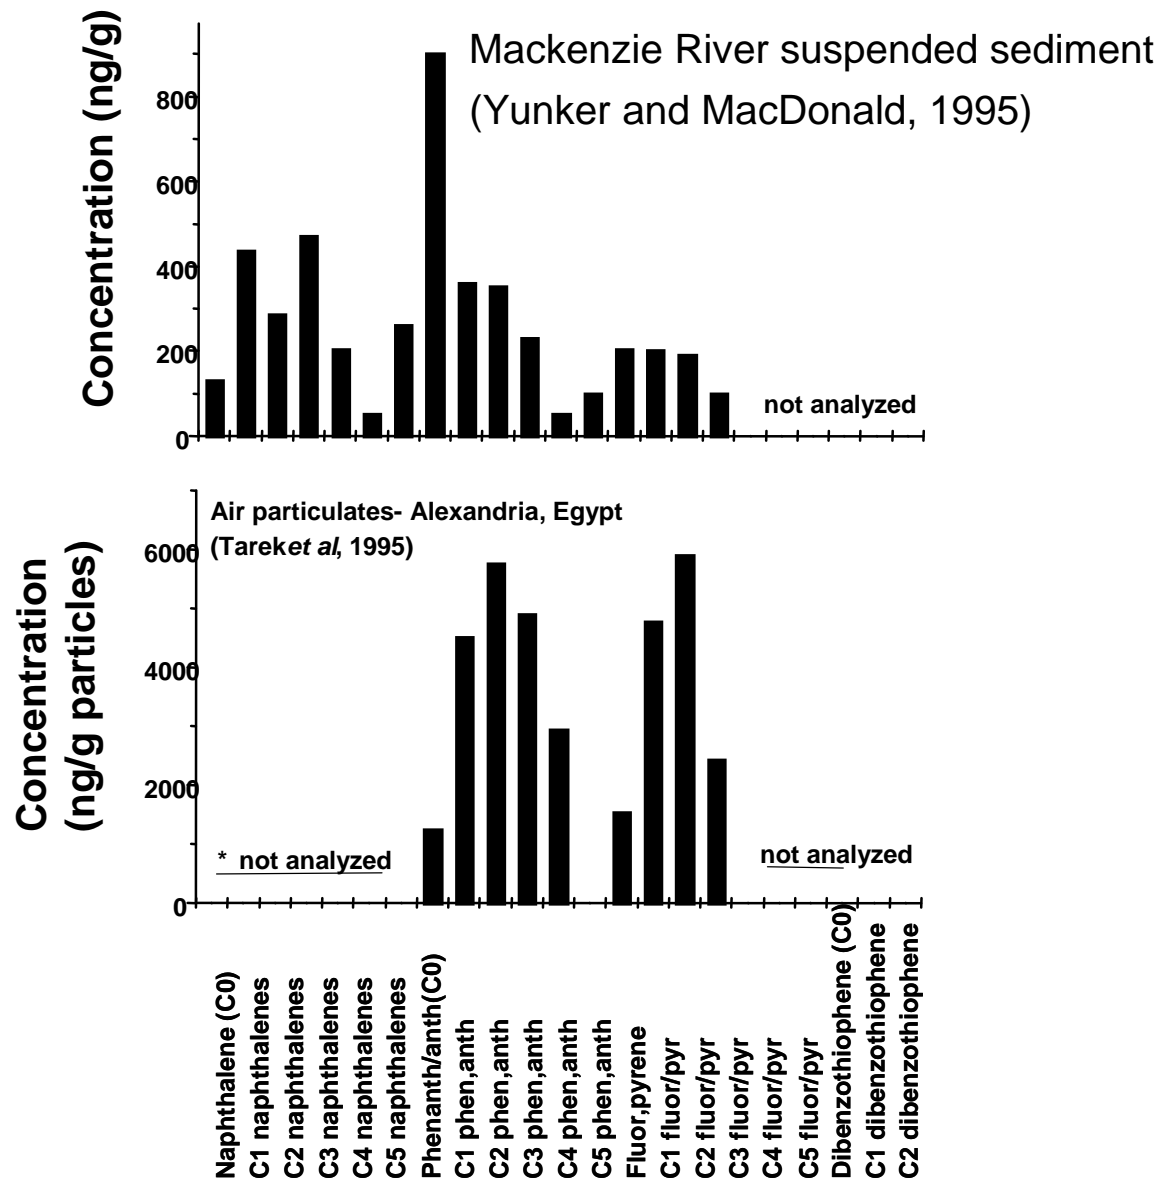 Mackenzie River suspended sediment
(Yunker and MacDonald, 1995)
Concentration (ng/g)
800
600
400
200
0
not analyzed
Air particulates- Alexandria, Egypt
(Tareket al, 1995)
Concentration
(ng/g particles)
6000
4000
2000
0
* not analyzed
not analyzed
Naphthalene (C0)
C1 naphthalenes
C2 naphthalenes
C3 naphthalenes
C4 naphthalenes
C5 naphthalenes
Phenanth/anth(C0)
C1 phen,anth
C2 phen,anth
C3 phen,anth
C4 phen,anth
C5 phen,anth
Fluor,pyrene
C1 fluor/pyr
C2 fluor/pyr
C3 fluor/pyr
C4 fluor/pyr
C5 fluor/pyr
Dibenzothiophene (C0)
C1 dibenzothiophene
C2 dibenzothiophene